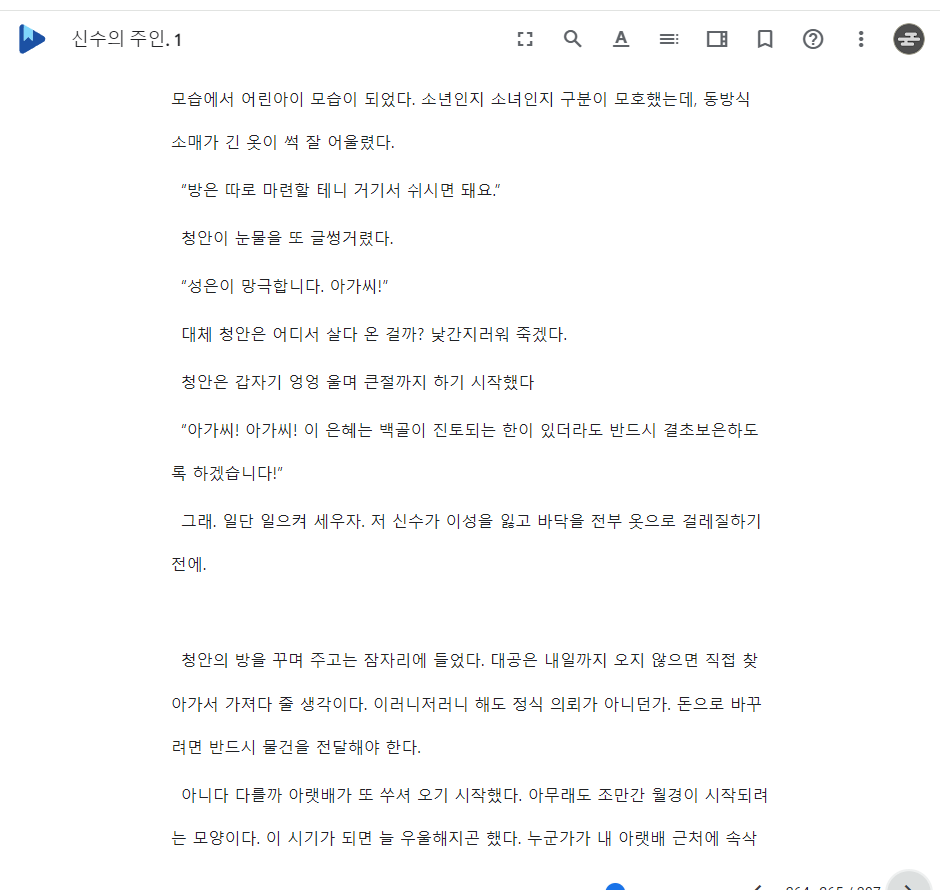 신수의 주인. 1
모습에서 어린아이 모습이 되었다. 소년인지 소녀인지 구분이 모호했는데, 동방식
소매가 긴 옷이 썩 잘 어울렸다.
“방은 따로 마련할 테니 거기서 쉬시면 돼요.”
청안이 눈물을 또 글썽거렸다.
“성은이 망극합니다. 아가씨!”
대체 청안은 어디서 살다 온 걸까? 낯간지러워 죽겠다.
청안은 갑자기 엉엉 울며 큰절까지 하기 시작했다
“아가씨! 아가씨! 이 은혜는 백골이 진토되는 한이 있더라도 반드시 결초보은하도
록 하겠습니다!”
그래. 일단 일으켜 세우자. 저 신수가 이성을 잃고 바닥을 전부 옷으로 걸레질하기
전에.
청안의 방을 꾸며 주고는 잠자리에 들었다. 대공은 내일까지 오지 않으면 직접 찾
아가서 가져다 줄 생각이다. 이러니저러니 해도 정식 의뢰가 아니던가. 돈으로 바꾸
려면 반드시 물건을 전달해야 한다.
아니다 다를까 아랫배가 또 쑤셔 오기 시작했다. 아무래도 조만간 월경이 시작되려
는 모양이다. 이 시기가 되면 늘 우울해지곤 했다. 누군가가 내 아랫배 근처에 속삭